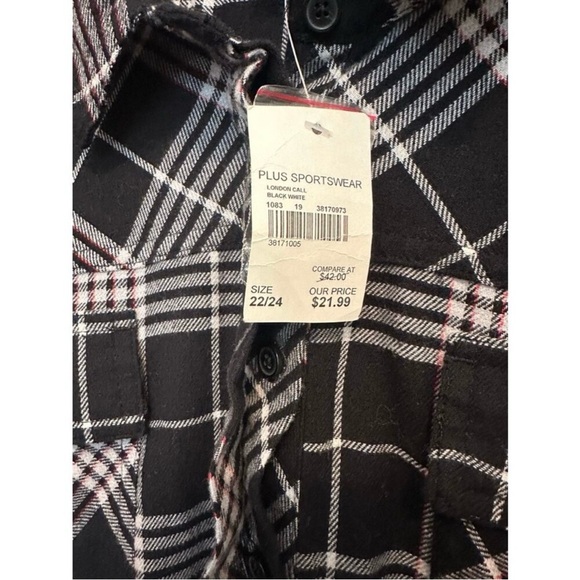 PLUS SPORTSWEAR
LONDON CALL
BLACK WHITE
1083 19 38170973
38171005
COMPARE AT
$42.00
SIZE OUR PRICE
22/24 $21.99